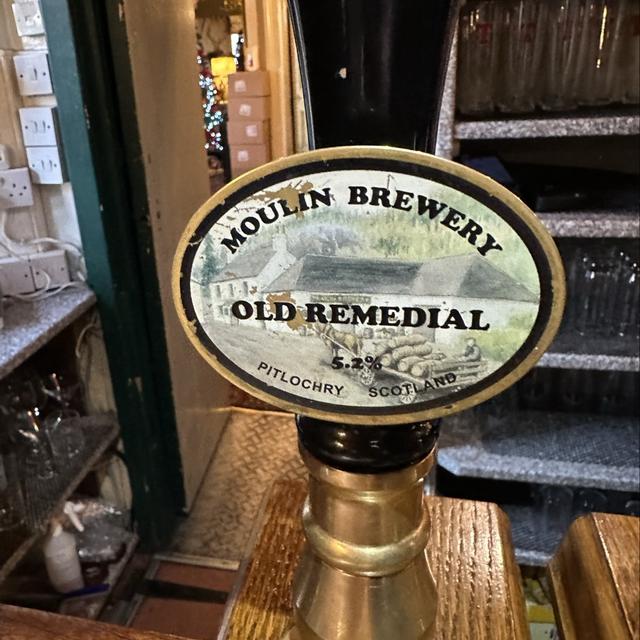 MOULIN BREWERY
OLD REMEDIAL
5.2%
PITLOCHRY SCOTLAND